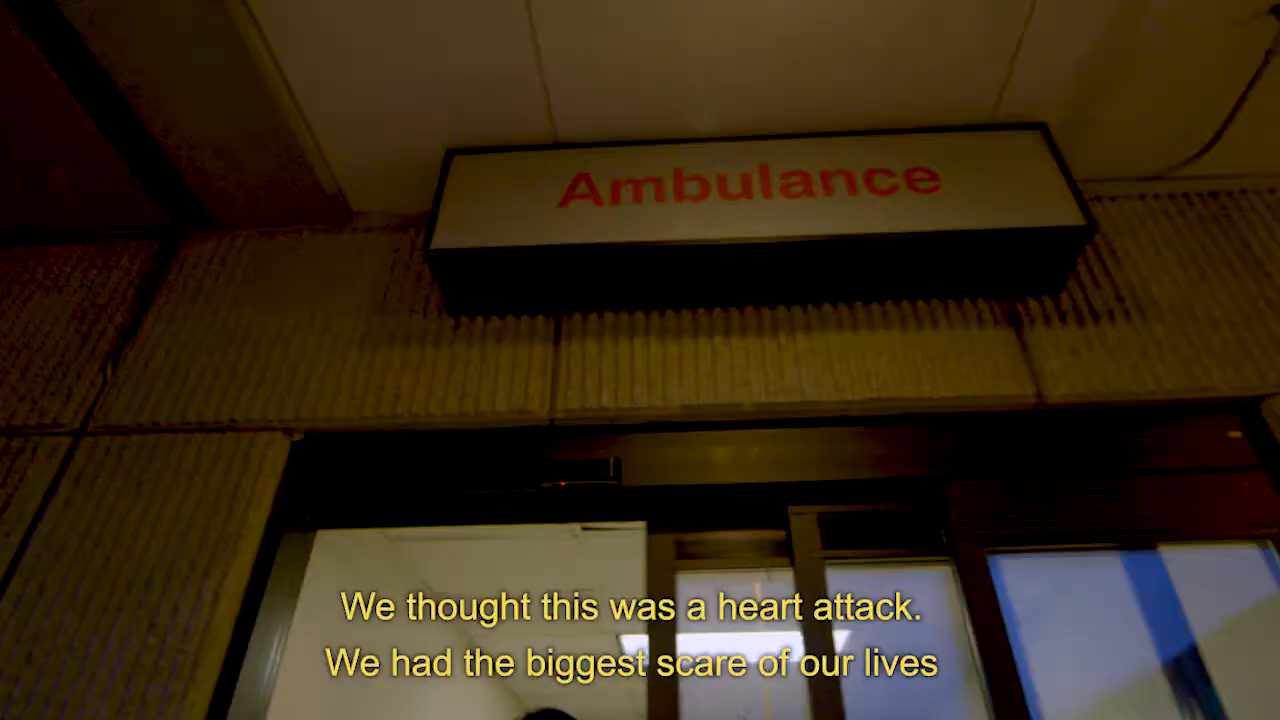 Ambulance
We thought this was a heart attack.
We had the biggest scare of our lives